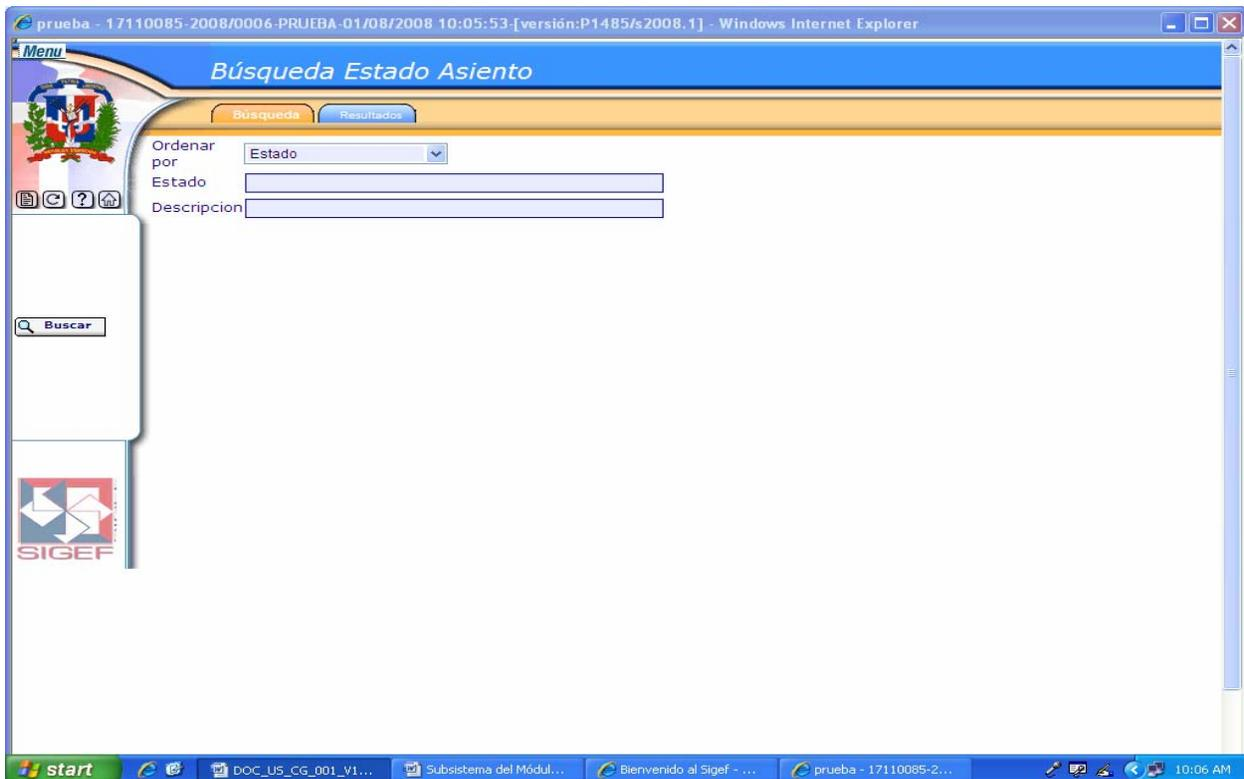 prueba - 17110085-2008/0006-PRUEBA-01/08/2008 10:05:53-[versión:P1485/s2008.1] - Windows Internet Explorer
Menu
Búsqueda Estado Asiento
Búsqueda Resultados
Ordenar por Estado
Estado
Descripcion
Buscar
SIGEF
start DOC_US_CG_001_V1... Subsistema del Módul... Bienvenido al Sigef - ... prueba - 17110085-2... 10:06 AM